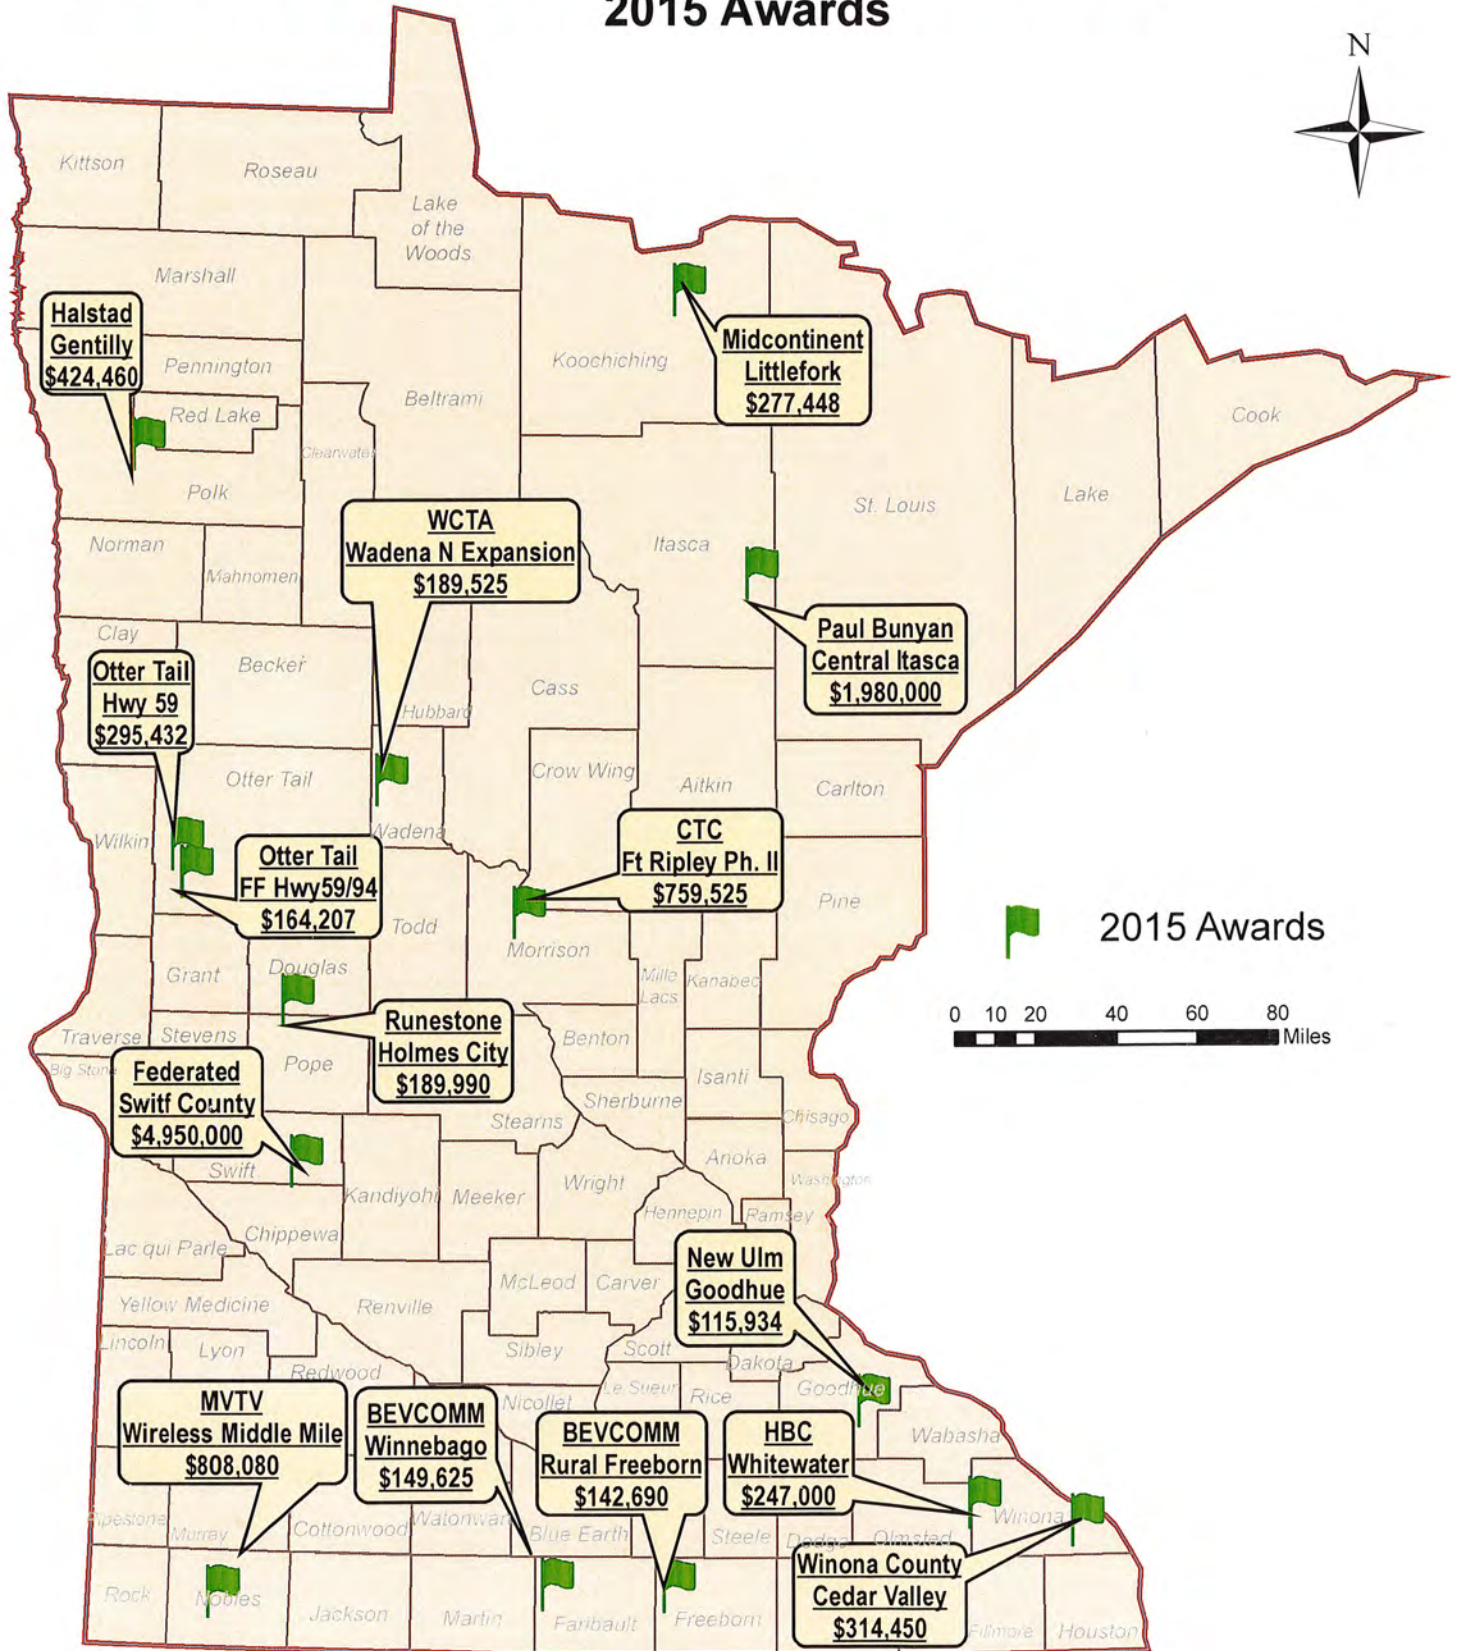 2015 Awards
N
Kittson
Roseau
Lake
of the
Woods
Marshall
Halstad
Gentilly
$424,460
Pennington
Red Lake
Beltrami
Clearwater
Polk
Koochiching
Midcontinent
Littlefork
$277,448
Cook
Lake
St. Louis
Itasca
Norman
Mahnomen
WCTA
Wadena N Expansion
$189,525
Paul Bunyan
Central Itasca
$1,980,000
Clay
Becker
Hubbard
Cass
Otter Tail
Hwy 59
$295,432
Otter Tail
Crow Wing
Aitkin
Carlton
Wilkin
Wadena
Otter Tail
FF Hwy59/94
$164,207
CTC
Ft Ripley Ph. II
$759,525
Pine
2015 Awards
Todd
Morrison
Grant
Douglas
Mille
Lacs
Kanabec
0 10 20 40 60 80
Miles
Traverse
Stevens
Runestone
Holmes City
$189,990
Benton
Big Stone
Pope
Isanti
Federated
Switf County
$4,950,000
Sherburne
Stearns
Chisago
Swift
Kandiyohi
Meeker
Wright
Anoka
Washington
Hennepin
Ramsey
Chippewa
Lac qui Parle
McLeod
Carver
New Ulm
Goodhue
$115,934
Yellow Medicine
Renville
Lincoln
Lyon
Redwood
Sibley
Scott
Dakota
Nicollet
Le Sueur
Rice
Goodhue
Wabasha
MVTV
Wireless Middle Mile
$808,080
BEVCOMM
Winnebago
$149,625
BEVCOMM
Rural Freeborn
$142,690
HBC
Whitewater
$247,000
Pipestone
Murray
Cottonwood
Watonwan
Blue Earth
Steele
Dodge
Olmsted
Winona
Winona County
Cedar Valley
$314,450
Rock
Nobles
Jackson
Martin
Faribault
Freeborn
Fillmore
Houston